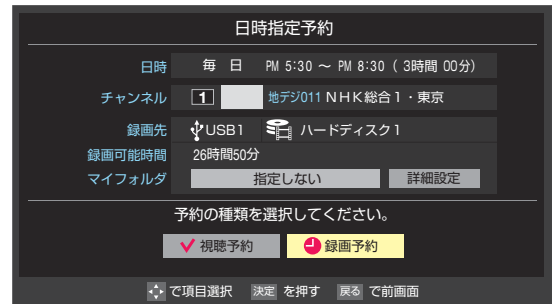 日時指定予約
日時 毎 日 PM 5:30 ～ PM 8:30 ( 3時間 00分)
チャンネル 1 地デジ011 NHK総合1・東京
録画先 USB1 ハードディスク1
録画可能時間 26時間50分
マイフォルダ 指定しない 詳細設定
予約の種類を選択してください。
視聴予約 録画予約
で項目選択 決定 を押す 戻る で前画面